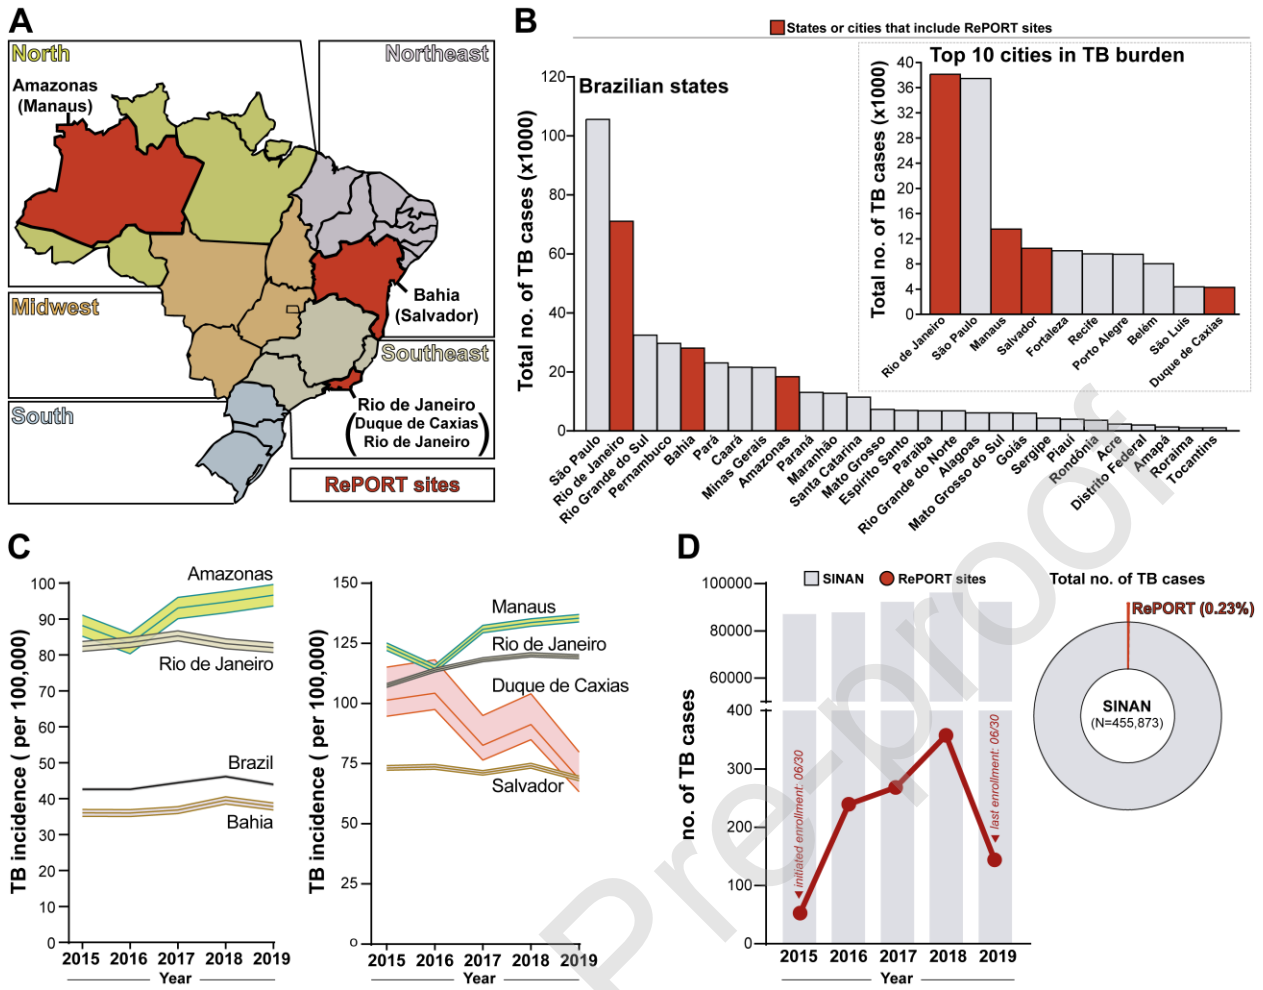 A
North
Northeast
Amazonas
(Manaus)
Bahia
(Salvador)
Midwest
Southeast
South
Rio de Janeiro
(Duque de Caxias
Rio de Janeiro)
RePORT sites
B
States or cities that include RePORT sites
Brazilian states
Total no. of TB cases (x1000)
120
100
80
60
40
20
0
São Paulo
Rio de Janeiro
Rio Grande do Sul
Pernambuco
Bahia
Pará
Caará
Minas Gerais
Amazonas
Paraná
Maranhão
Santa Catarina
Mato Grosso
Espirito Santo
Paraiba
Rio Grande do Norte
Alagoas
Mato Grosso do Sul
Goiás
Sergipe
Piauí
Rondônia
Acre
Distrito Federal
Amapá
Roraima
Tocantins
Top 10 cities in TB burden
Total no. of TB cases (x1000)
40
36
28
24
20
16
12
8
4
0
Rio de Janeiro
São Paulo
Manaus
Salvador
Fortaleza
Recife
Porto Alegre
Belém
São Luís
Duque de Caxias
C
TB incidence ( per 100,000)
100
90
80
70
60
50
40
30
20
10
0
Amazonas
Rio de Janeiro
Brazil
Bahia
2015 2016 2017 2018 2019
Year
TB incidence ( per 100,000)
150
125
100
75
50
25
0
Manaus
Rio de Janeiro
Duque de Caxias
Salvador
2015 2016 2017 2018 2019
Year
D
SINAN RePORT sites
no. of TB cases
100000
80000
60000
400
300
200
100
0
initiated enrollment: 06/30
last enrollment: 06/30
2015 2016 2017 2018 2019
Year
Total no. of TB cases
RePORT (0.23%)
SINAN
(N=455,873)
Pre-proof